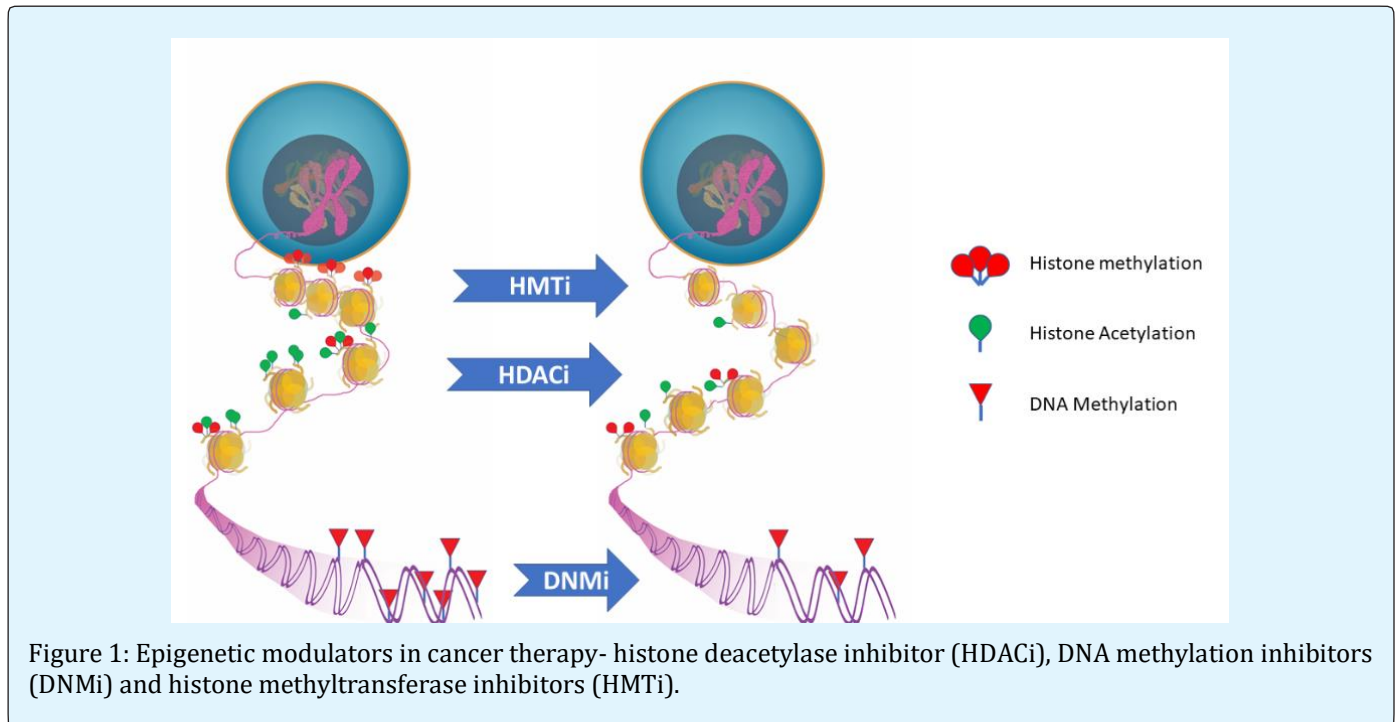 HMTi
HDACi
DNMi
Histone methylation
Histone Acetylation
DNA Methylation
Figure 1: Epigenetic modulators in cancer therapy- histone deacetylase inhibitor (HDACi), DNA methylation inhibitors
(DNMi) and histone methyltransferase inhibitors (HMTi).